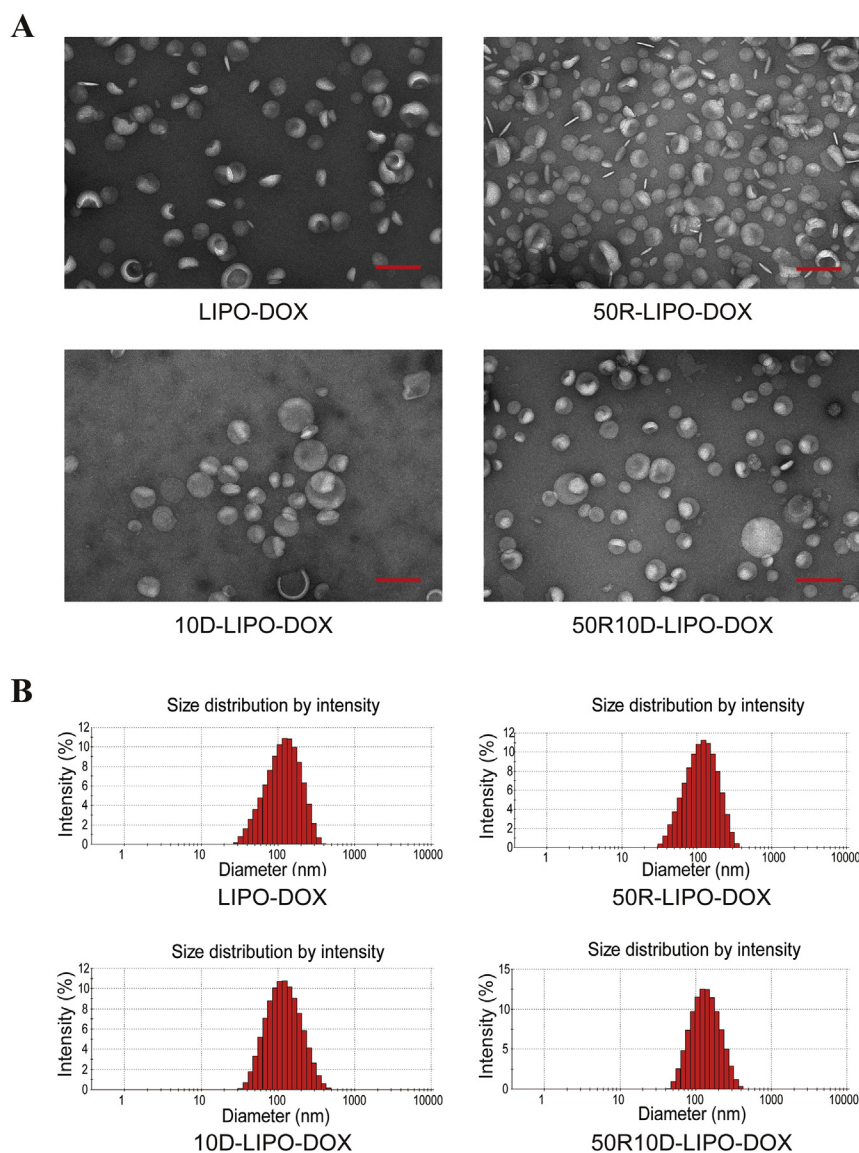 A
LIPO-DOX
50R-LIPO-DOX
10D-LIPO-DOX
50R10D-LIPO-DOX
B
Size distribution by intensity
12
10
8
6
4
2
0
Intensity (%)
1
10
100
1000
10000
Diameter (nm)
LIPO-DOX
Size distribution by intensity
12
10
8
6
4
2
0
Intensity (%)
1
10
100
1000
10000
Diameter (nm)
50R-LIPO-DOX
Size distribution by intensity
12
10
8
6
4
2
0
Intensity (%)
1
10
100
1000
10000
Diameter (nm)
10D-LIPO-DOX
Size distribution by intensity
15
10
5
0
Intensity (%)
1
10
100
1000
10000
Diameter (nm)
50R10D-LIPO-DOX